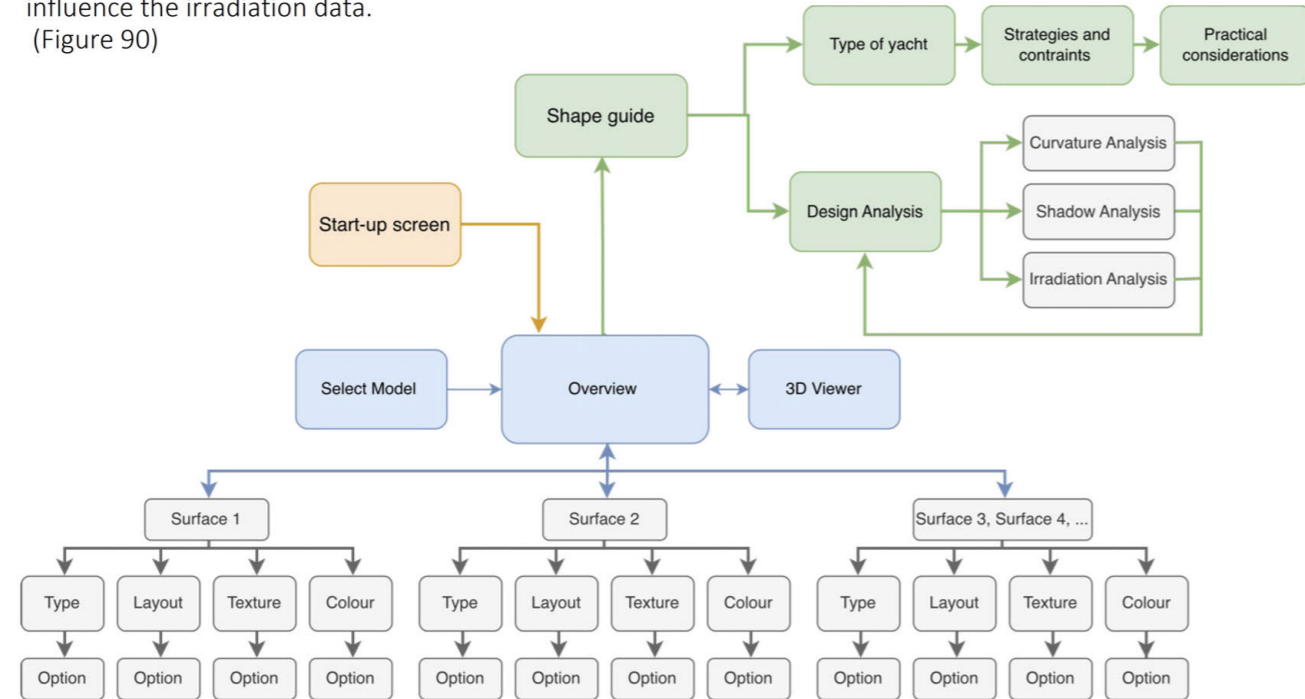 influence the irradiation data.
(Figure 90)
Type of yacht
Strategies and
contraints
Practical
considerations
Shape guide
Curvature Analysis
Design Analysis
Shadow Analysis
Irradiation Analysis
Start-up screen
Select Model
Overview
3D Viewer
Surface 1
Surface 2
Surface 3, Surface 4, ...
Type
Layout
Texture
Colour
Type
Layout
Texture
Colour
Type
Layout
Texture
Colour
Option
Option
Option
Option
Option
Option
Option
Option
Option
Option
Option
Option